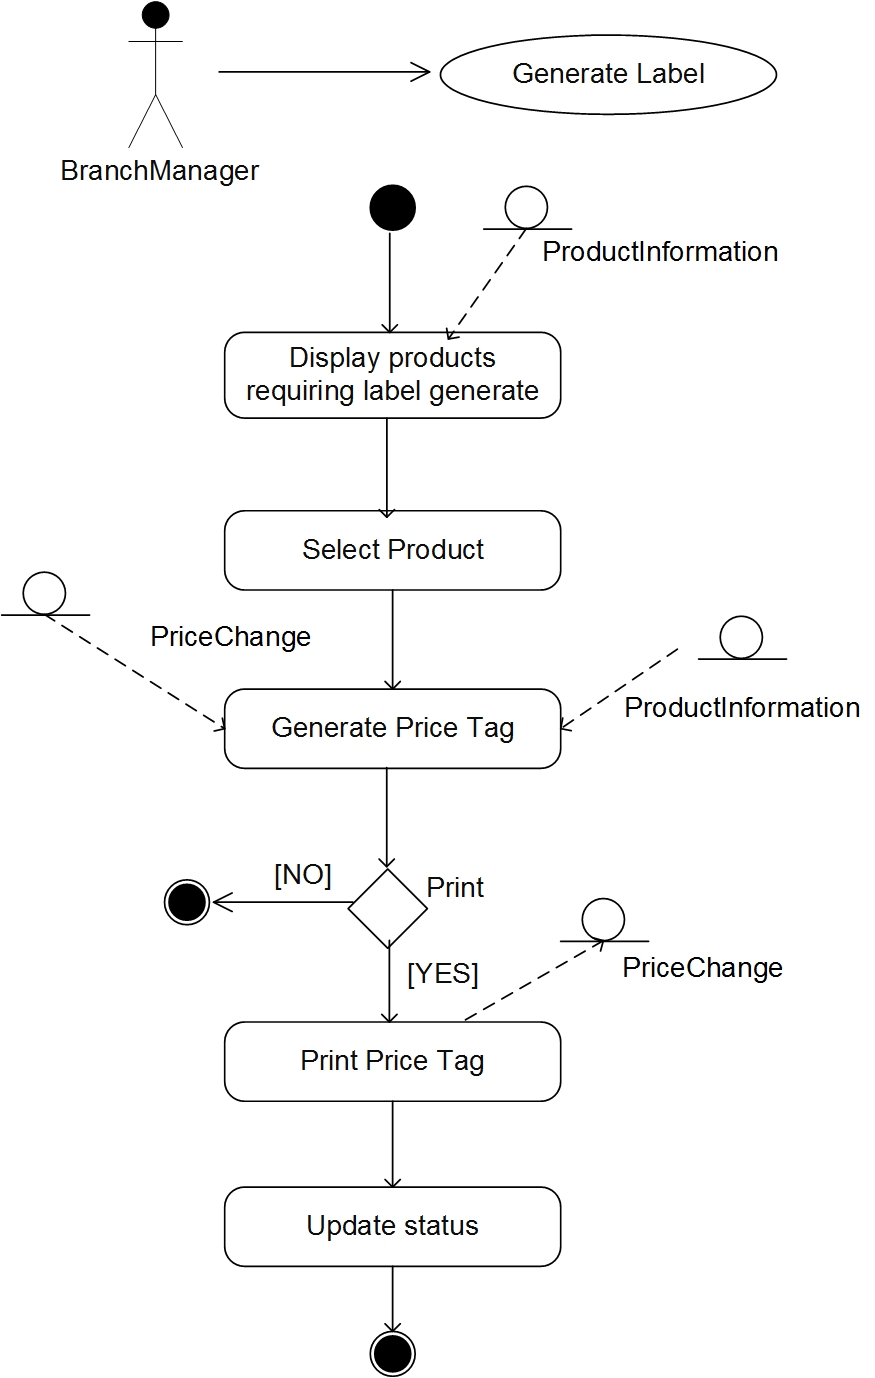 Generate Label
BranchManager
ProductInformation
Display products
requiring label generate
Select Product
PriceChange
ProductInformation
Generate Price Tag
[NO]
Print
[YES]
PriceChange
Print Price Tag
Update status